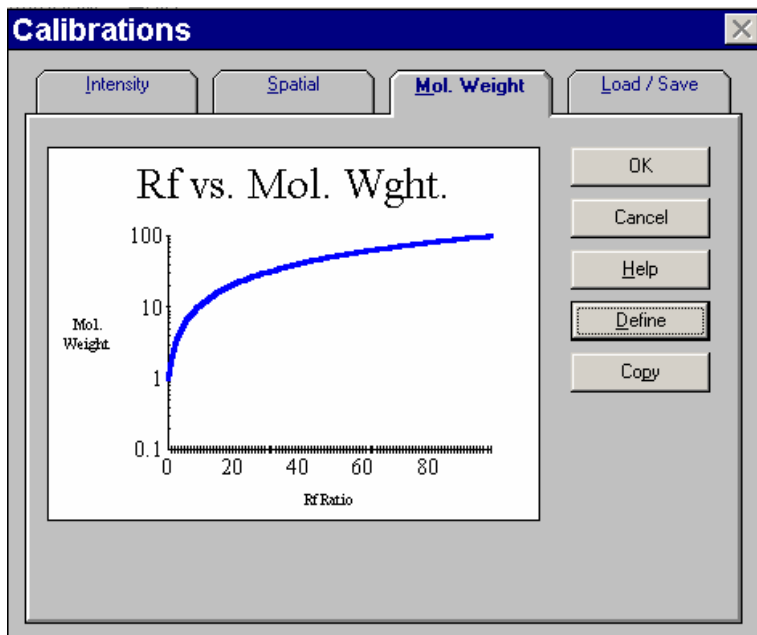 Calibrations
Intensity
Spatial
Mol. Weight
Load / Save
Rf vs. Mol. Wght.
100
10
1
0.1
Mol.
Weight
0 20 40 60 80
Rf Ratio
OK
Cancel
Help
Define
Copy